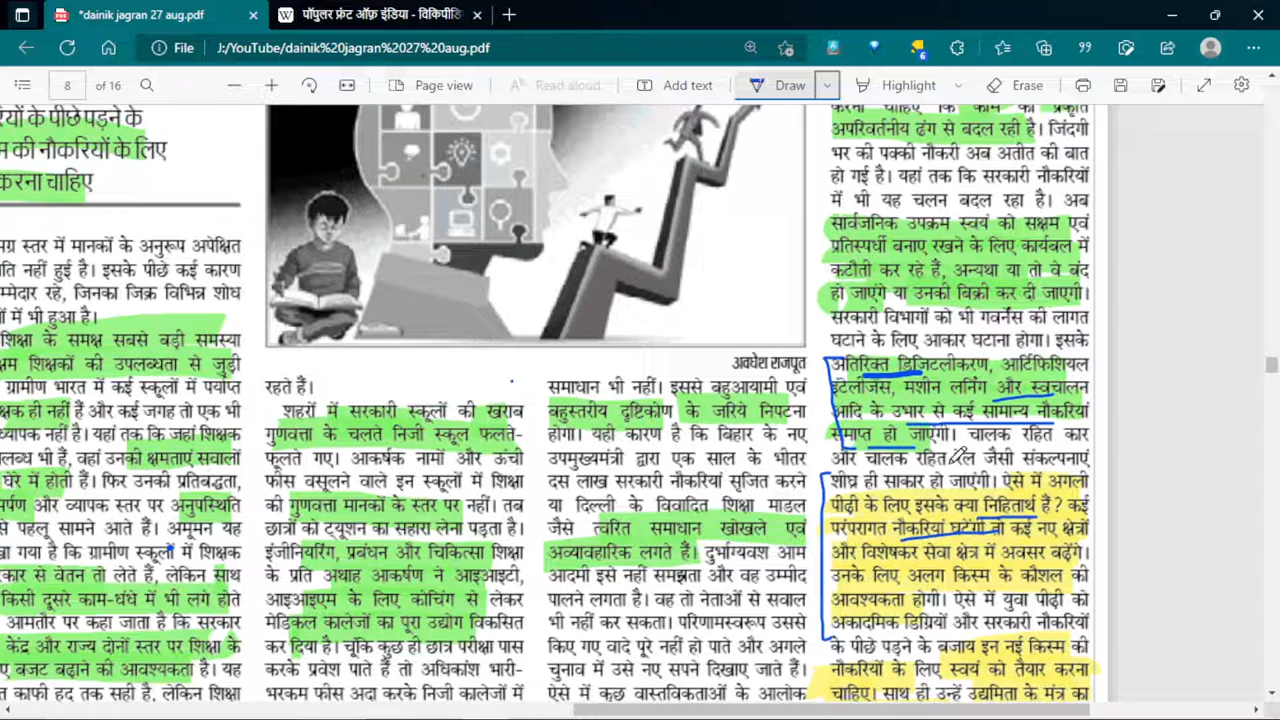 *dainik jagran 27 aug.pdf
पॉपुलर फ्रंट ऑफ़ इंडिया - विकिपीडि
File
J:/YouTube/dainik%20jagran%2027%20aug.pdf
6
8 of 16
Page view
Read aloud
Add text
Draw
Highlight
Erase
रियों के पीछे पड़ने के
म की नौकरियों के लिए
करना चाहिए
मग्र स्तर में मानकों के अनुरूप अपेक्षित
ति नहीं हुई है। इसके पीछे कई कारण
म्मेदार रहे, जिनका जिक्र विभिन्न शोध
ों में भी हुआ है।
शिक्षा के समक्ष सबसे बड़ी समस्या
क्षम शिक्षकों की उपलब्धता से जुड़ी
ग्रामीण भारत में कई स्कूलों में पर्याप्त
क्षक ही नहीं हैं और कई जगह तो एक भी
ध्यापक नहीं है। यहां तक कि जहां शिक्षक
लब्ध भी हैं, वहां उनकी क्षमताएं सवालों
घेरे में होती हैं। फिर उनकी प्रतिबद्धता,
मर्पण और व्यापक स्तर पर अनुपस्थिति
से पहलू सामने आते हैं। अमूमन यह
खा गया है कि ग्रामीण स्कूलों में शिक्षक
कार से वेतन तो लेते हैं, लेकिन साथ
किसी दूसरे काम-धंधे में भी लगे होते
आमतौर पर कहा जाता है कि सरकार
केंद्र और राज्य दोनों स्तर पर शिक्षा के
ए बजट बढ़ाने की आवश्यकता है। यह
त काफी हद तक सही है, लेकिन शिक्षा
अवधेश राजपूत
रहते हैं।
शहरों में सरकारी स्कूलों की खराब
गुणवत्ता के चलते निजी स्कूल फलते-
फूलते गए। आकर्षक नामों और ऊंची
फीस वसूलने वाले इन स्कूलों में शिक्षा
की गुणवत्ता मानकों के स्तर पर नहीं। तब
छात्रों को ट्यूशन का सहारा लेना पड़ता है।
इंजीनियरिंग, प्रबंधन और चिकित्सा शिक्षा
के प्रति अथाह आकर्षण ने आइआइटी,
आइआइएम के लिए कोचिंग से लेकर
मेडिकल कालेजों का पूरा उद्योग विकसित
कर दिया है। चूंकि कुछ ही छात्र परीक्षा पास
करके प्रवेश पाते हैं तो अधिकांश भारी-
भरकम फीस अदा करके निजी कालेजों में
समाधान भी नहीं। इससे बहुआयामी एवं
बहुस्तरीय दृष्टिकोण के जरिये निपटना
होगा। यही कारण है कि बिहार के नए
उपमुख्यमंत्री द्वारा एक साल के भीतर
दस लाख सरकारी नौकरियां सृजित करने
या दिल्ली के विवादित शिक्षा माडल
जैसे त्वरित समाधान खोखले एवं
अव्यावहारिक लगते हैं। दुर्भाग्यवश आम
आदमी इसे नहीं समझता और वह उम्मीद
पालने लगता है। वह तो नेताओं से सवाल
भी नहीं कर सकता। परिणामस्वरूप उससे
किए गए वादे पूरे नहीं हो पाते और अगले
चुनाव में उसे नए सपने दिखाए जाते हैं।
ऐसे में कुछ वास्तविकताओं के आलोक
करना चाहिए कि काम की प्रकृति
अपरिवर्तनीय ढंग से बदल रही है। जिंदगी
भर की पक्की नौकरी अब अतीत की बात
हो गई है। यहां तक कि सरकारी नौकरियों
में भी यह चलन बदल रहा है। अब
सार्वजनिक उपक्रम स्वयं को सक्षम एवं
प्रतिस्पर्धी बनाए रखने के लिए कार्यबल में
कटौती कर रहे हैं, अन्यथा या तो वे बंद
हो जाएंगे या उनकी बिक्री कर दी जाएगी।
सरकारी विभागों को भी गवर्नेंस की लागत
घटाने के लिए आकार घटाना होगा। इसके
अतिरिक्त डिजिटलीकरण, आर्टिफिशियल
इंटेलीजेंस, मशीन लर्निंग और स्वचालन
आदि के उभार से कई सामान्य नौकरियां
समाप्त हो जाएंगी। चालक रहित कार
और चालक रहित रेल जैसी संकल्पनाएं
शीघ्र ही साकार हो जाएंगी। ऐसे में अगली
पीढ़ी के लिए इसके क्या निहितार्थ हैं? कई
परंपरागत नौकरियां घटेंगी तो कई नए क्षेत्रों
और विशेषकर सेवा क्षेत्र में अवसर बढ़ेंगे।
उनके लिए अलग किस्म के कौशल की
आवश्यकता होगी। ऐसे में युवा पीढ़ी को
अकादमिक डिग्रियों और सरकारी नौकरियों
के पीछे पड़ने के बजाय इन नई किस्म की
नौकरियों के लिए स्वयं को तैयार करना
चाहिए। साथ ही उन्हें उद्यमिता के मंत्र का